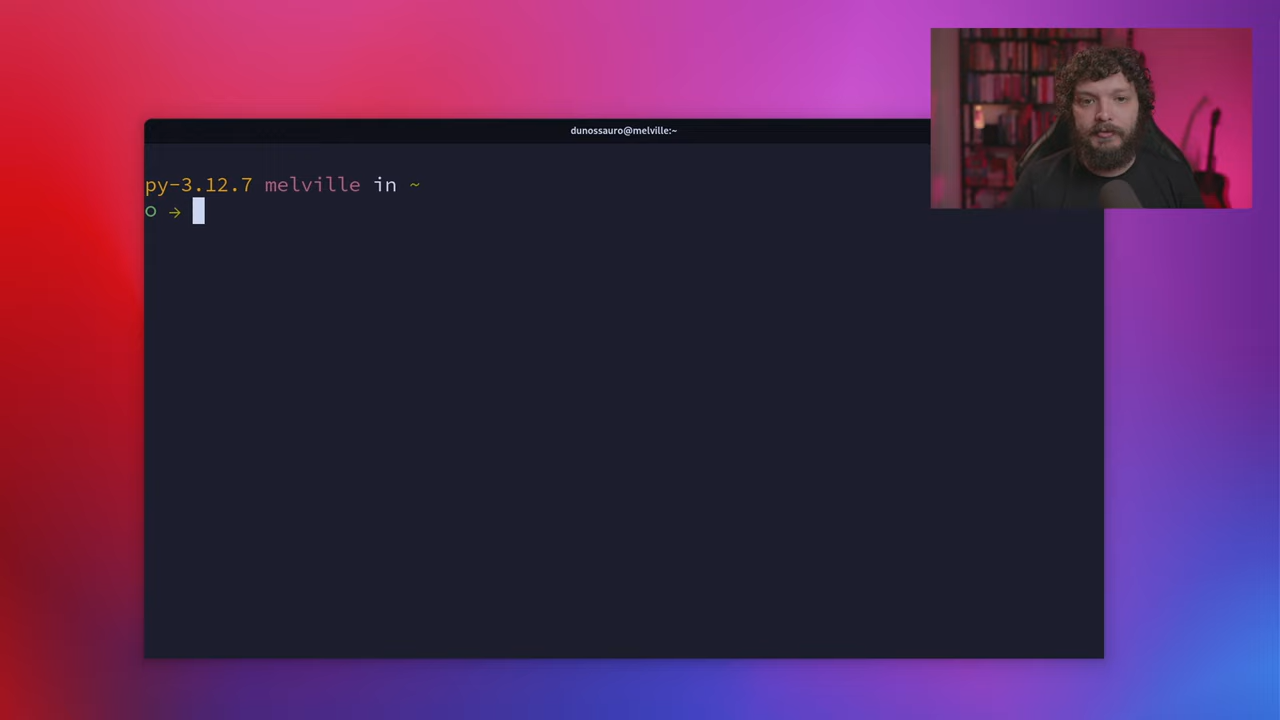 dunossauro@melville:~
py-3.12.7 melville in ~
○ →